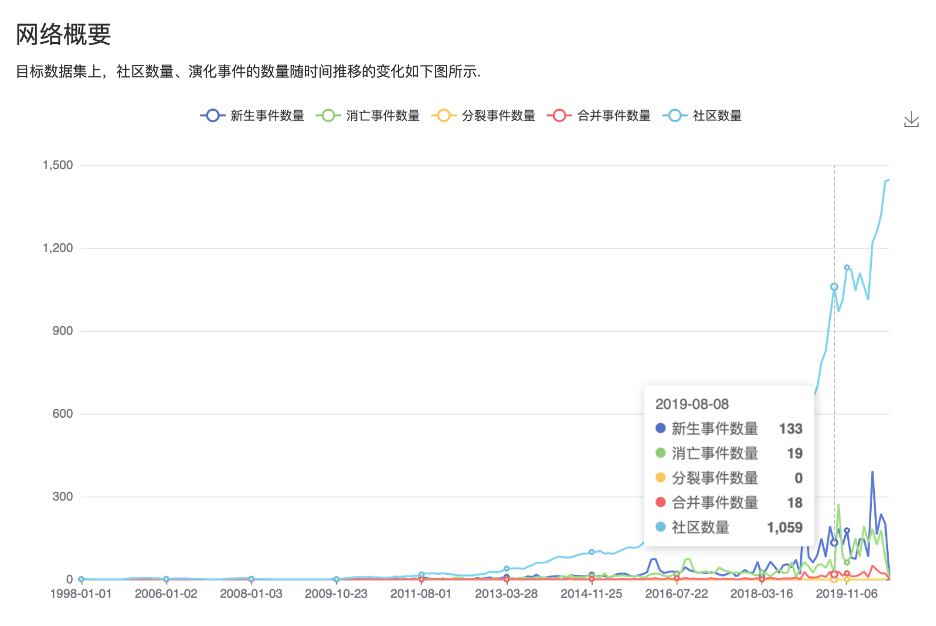 网络概要
目标数据集上，社区数量、演化事件的数量随时间推移的变化如下图所示.
新生事件数量 消亡事件数量 分裂事件数量 合并事件数量 社区数量
1,500
1,200
900
600
300
0
2019-08-08
新生事件数量 133
消亡事件数量 19
分裂事件数量 0
合并事件数量 18
社区数量 1,059
1998-01-01 2006-01-02 2008-01-03 2009-10-23 2011-08-01 2013-03-28 2014-11-25 2016-07-22 2018-03-16 2019-11-06